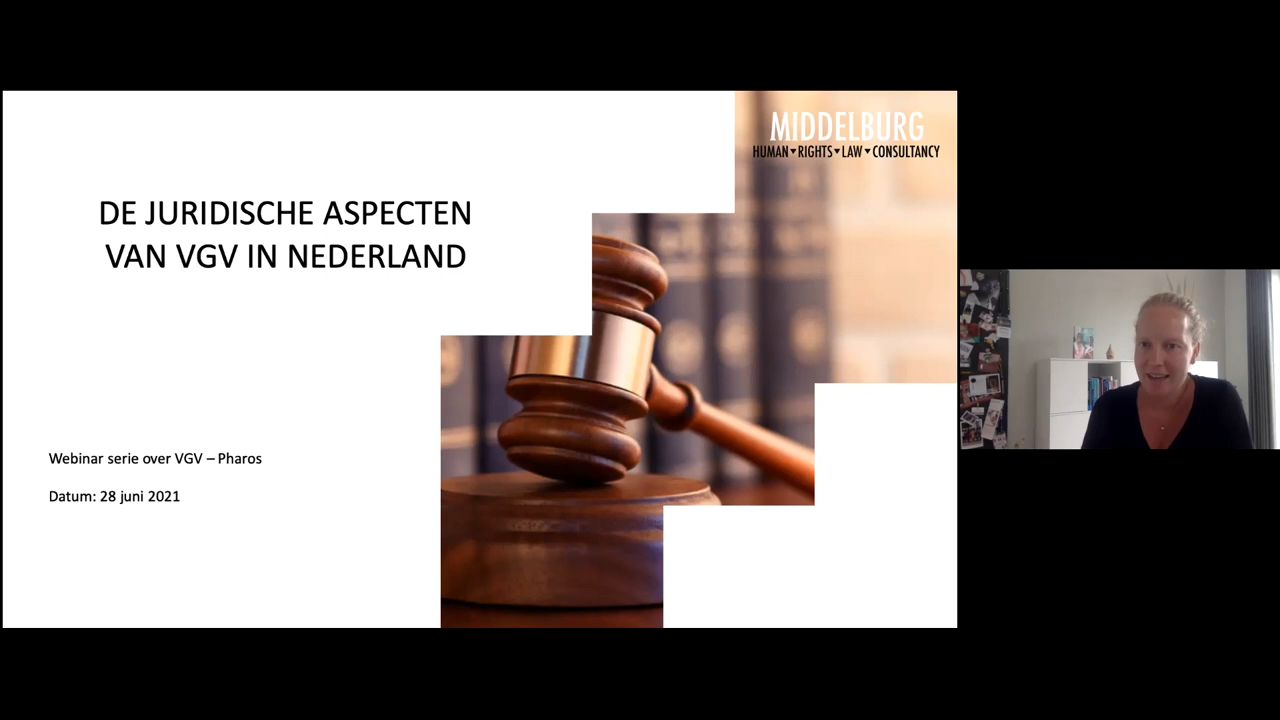 MIDDELBURG
HUMAN▼RIGHTS▼LAW▼CONSULTANCY
DE JURIDISCHE ASPECTEN
VAN VGV IN NEDERLAND
Webinar serie over VGV – Pharos
Datum: 28 juni 2021